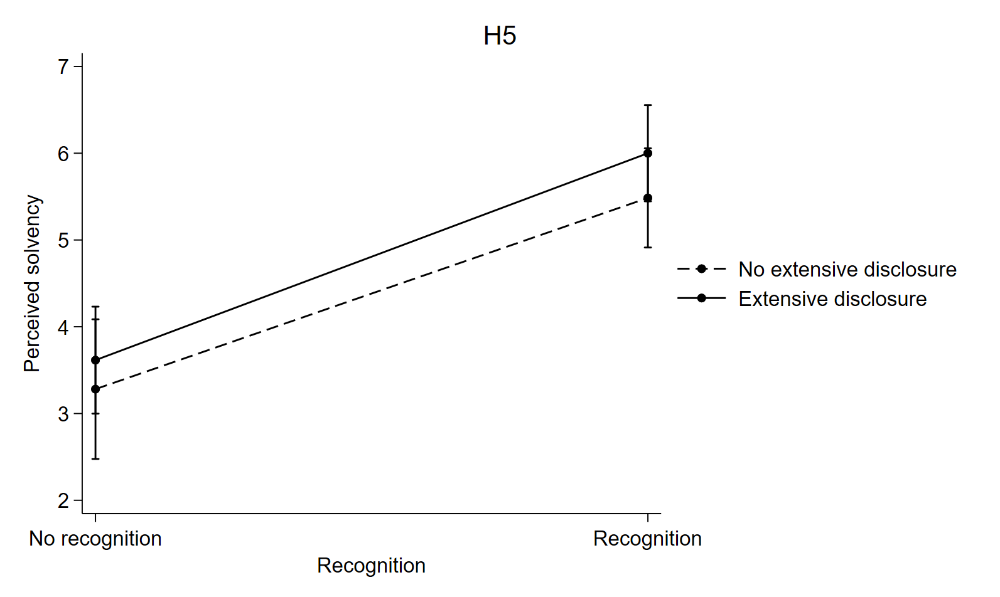 H5
7
6
5
4
3
2
Perceived solvency
No recognition
Recognition
Recognition
No extensive disclosure
Extensive disclosure